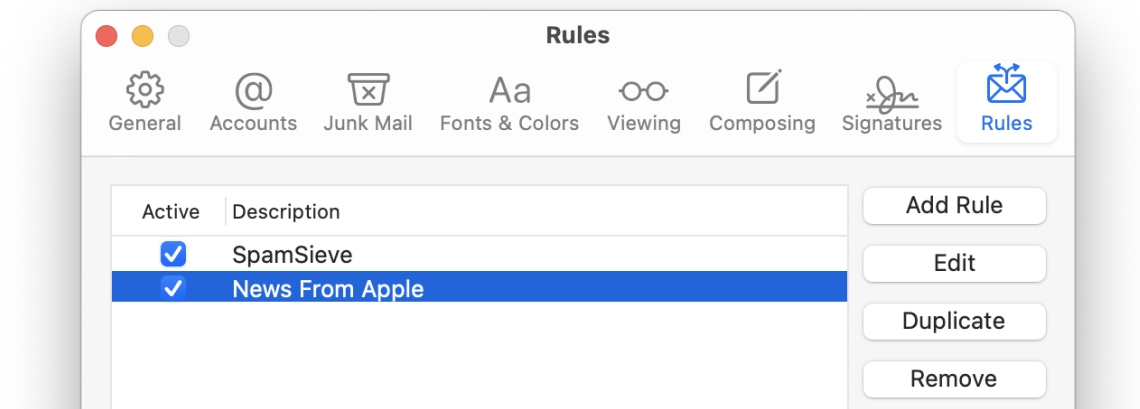 Rules
General
Accounts
Junk Mail
Fonts & Colors
Viewing
Composing
Signatures
Rules
Active
Description
SpamSieve
News From Apple
Add Rule
Edit
Duplicate
Remove